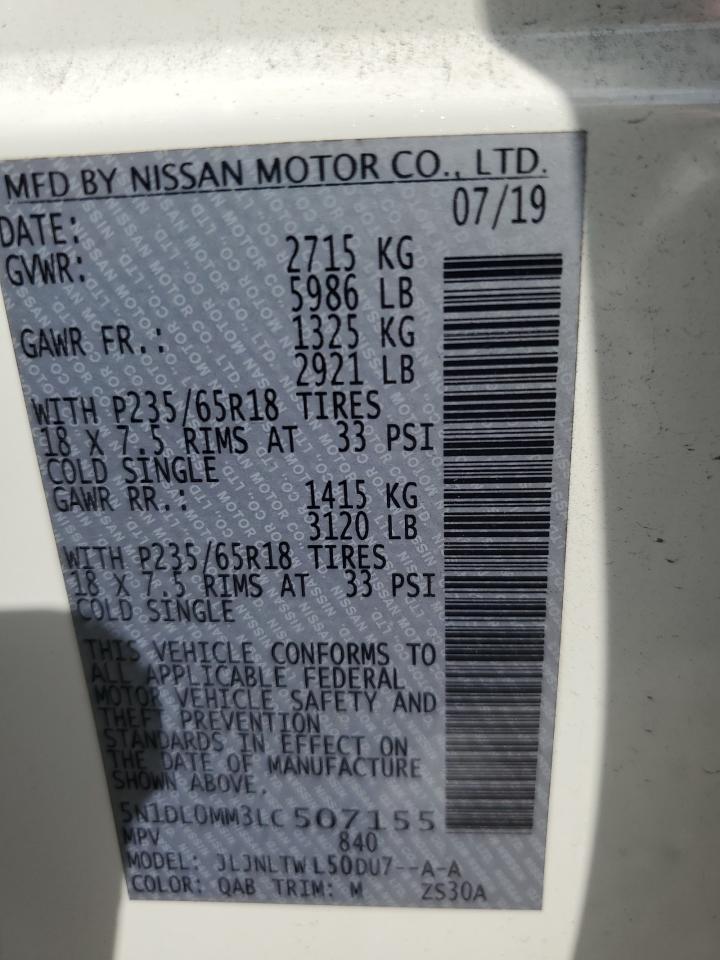 MFD BY NISSAN MOTOR CO., LTD.
DATE: 07/19
GVWR: 2715 KG
5986 LB
GAWR FR.: 1325 KG
2921 LB
WITH P235/65R18 TIRES
18 X 7.5 RIMS AT 33 PSI
COLD SINGLE
GAWR RR.: 1415 KG
3120 LB
WITH P235/65R18 TIRES
18 X 7.5 RIMS AT 33 PSI
COLD SINGLE
THIS VEHICLE CONFORMS TO
ALL APPLICABLE FEDERAL
MOTOR VEHICLE SAFETY AND
THEFT PREVENTION
STANDARDS IN EFFECT ON
THE DATE OF MANUFACTURE
SHOWN ABOVE.
5N1DL0MM3LC507155
MPV 840
MODEL: JLJNLTWL50DU7--A-A
COLOR: QAB TRIM: M ZS30A